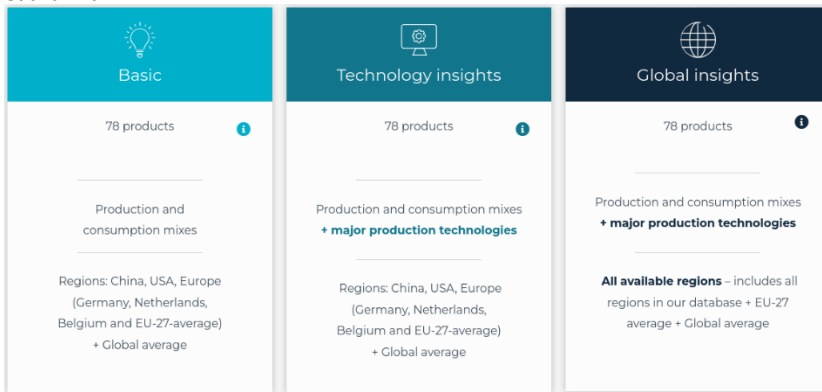 Basic
78 products
Production and
consumption mixes
Regions: China, USA, Europe
(Germany, Netherlands,
Belgium and EU-27-average)
+ Global average
Technology insights
78 products
Production and consumption mixes
+ major production technologies
Regions: China, USA, Europe
(Germany, Netherlands,
Belgium and EU-27-average)
+ Global average
Global insights
78 products
Production and consumption mixes
+ major production technologies
All available regions – includes all
regions in our database + EU-27
average + Global average